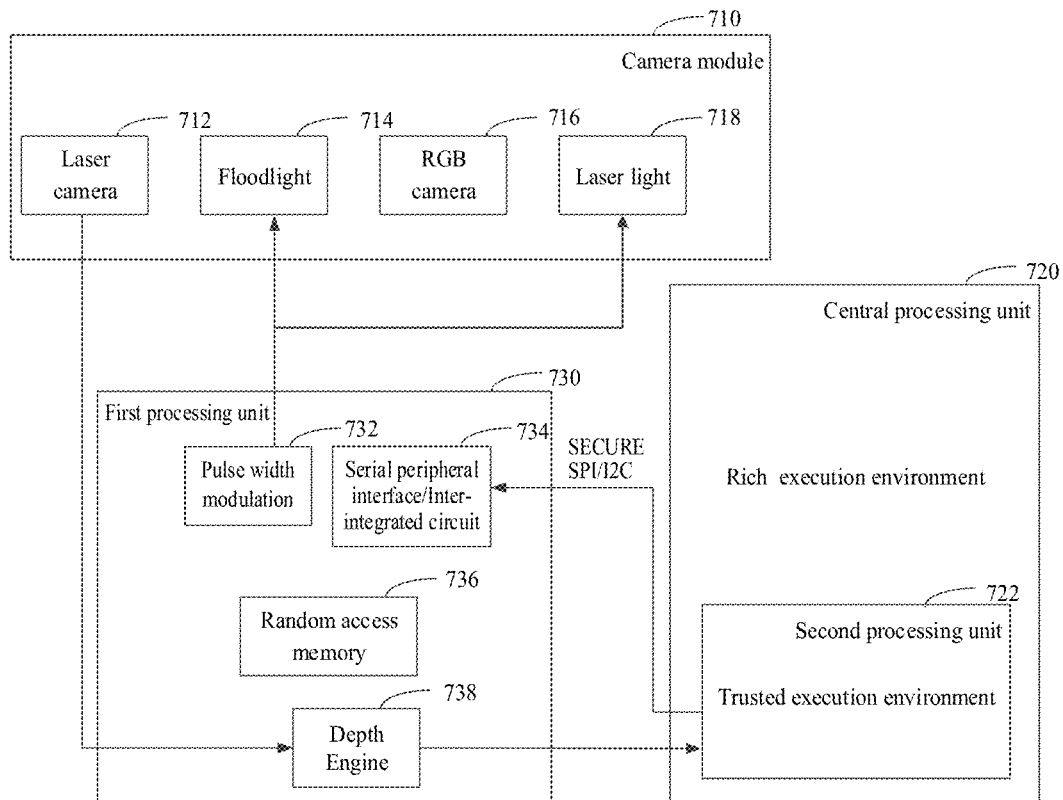 710
Camera module
712
714
716
718
Laser
camera
Floodlight
RGB
camera
Laser light
720
Central processing unit
730
First processing unit
732
734
SECURE
SPI/I2C
Pulse width
modulation
Serial peripheral
interface/Inter-
integrated circuit
Rich execution environment
736
Random access
memory
722
Second processing unit
Trusted execution environment
738
Depth
Engine